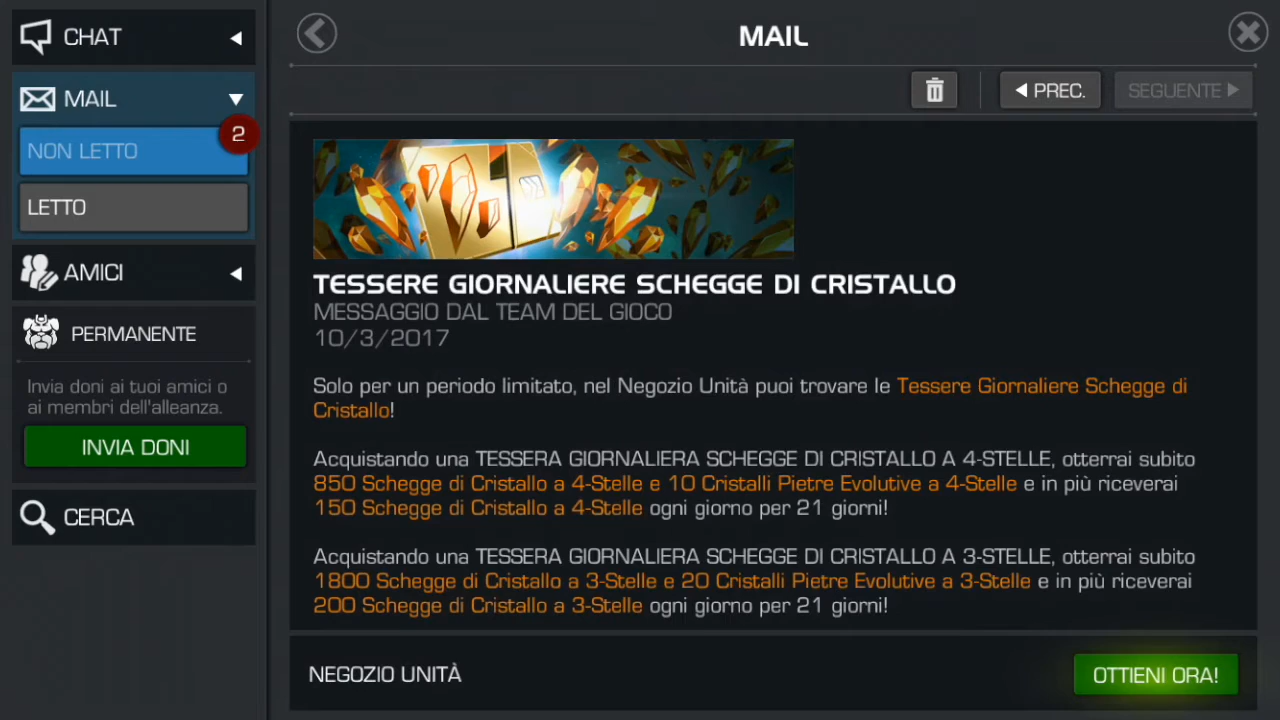 CHAT
MAIL
2
NON LETTO
LETTO
AMICI
PERMANENTE
Invia doni ai tuoi amici o
ai membri dell'alleanza.
INVIA DONI
CERCA
MAIL
PREC.
SEGUENTE
TESSERE GIORNALIERE SCHEGGE DI CRISTALLO
MESSAGGIO DAL TEAM DEL GIOCO
10/3/2017
Solo per un periodo limitato, nel Negozio Unità puoi trovare le Tessere Giornaliere Schegge di
Cristallo!
Acquistando una TESSERA GIORNALIERA SCHEGGE DI CRISTALLO A 4-STELLE, otterrai subito
850 Schegge di Cristallo a 4-Stelle e 10 Cristalli Pietre Evolutive a 4-Stelle e in più riceverai
150 Schegge di Cristallo a 4-Stelle ogni giorno per 21 giorni!
Acquistando una TESSERA GIORNALIERA SCHEGGE DI CRISTALLO A 3-STELLE, otterrai subito
1800 Schegge di Cristallo a 3-Stelle e 20 Cristalli Pietre Evolutive a 3-Stelle e in più riceverai
200 Schegge di Cristallo a 3-Stelle ogni giorno per 21 giorni!
NEGOZIO UNITÀ
OTTIENI ORA!